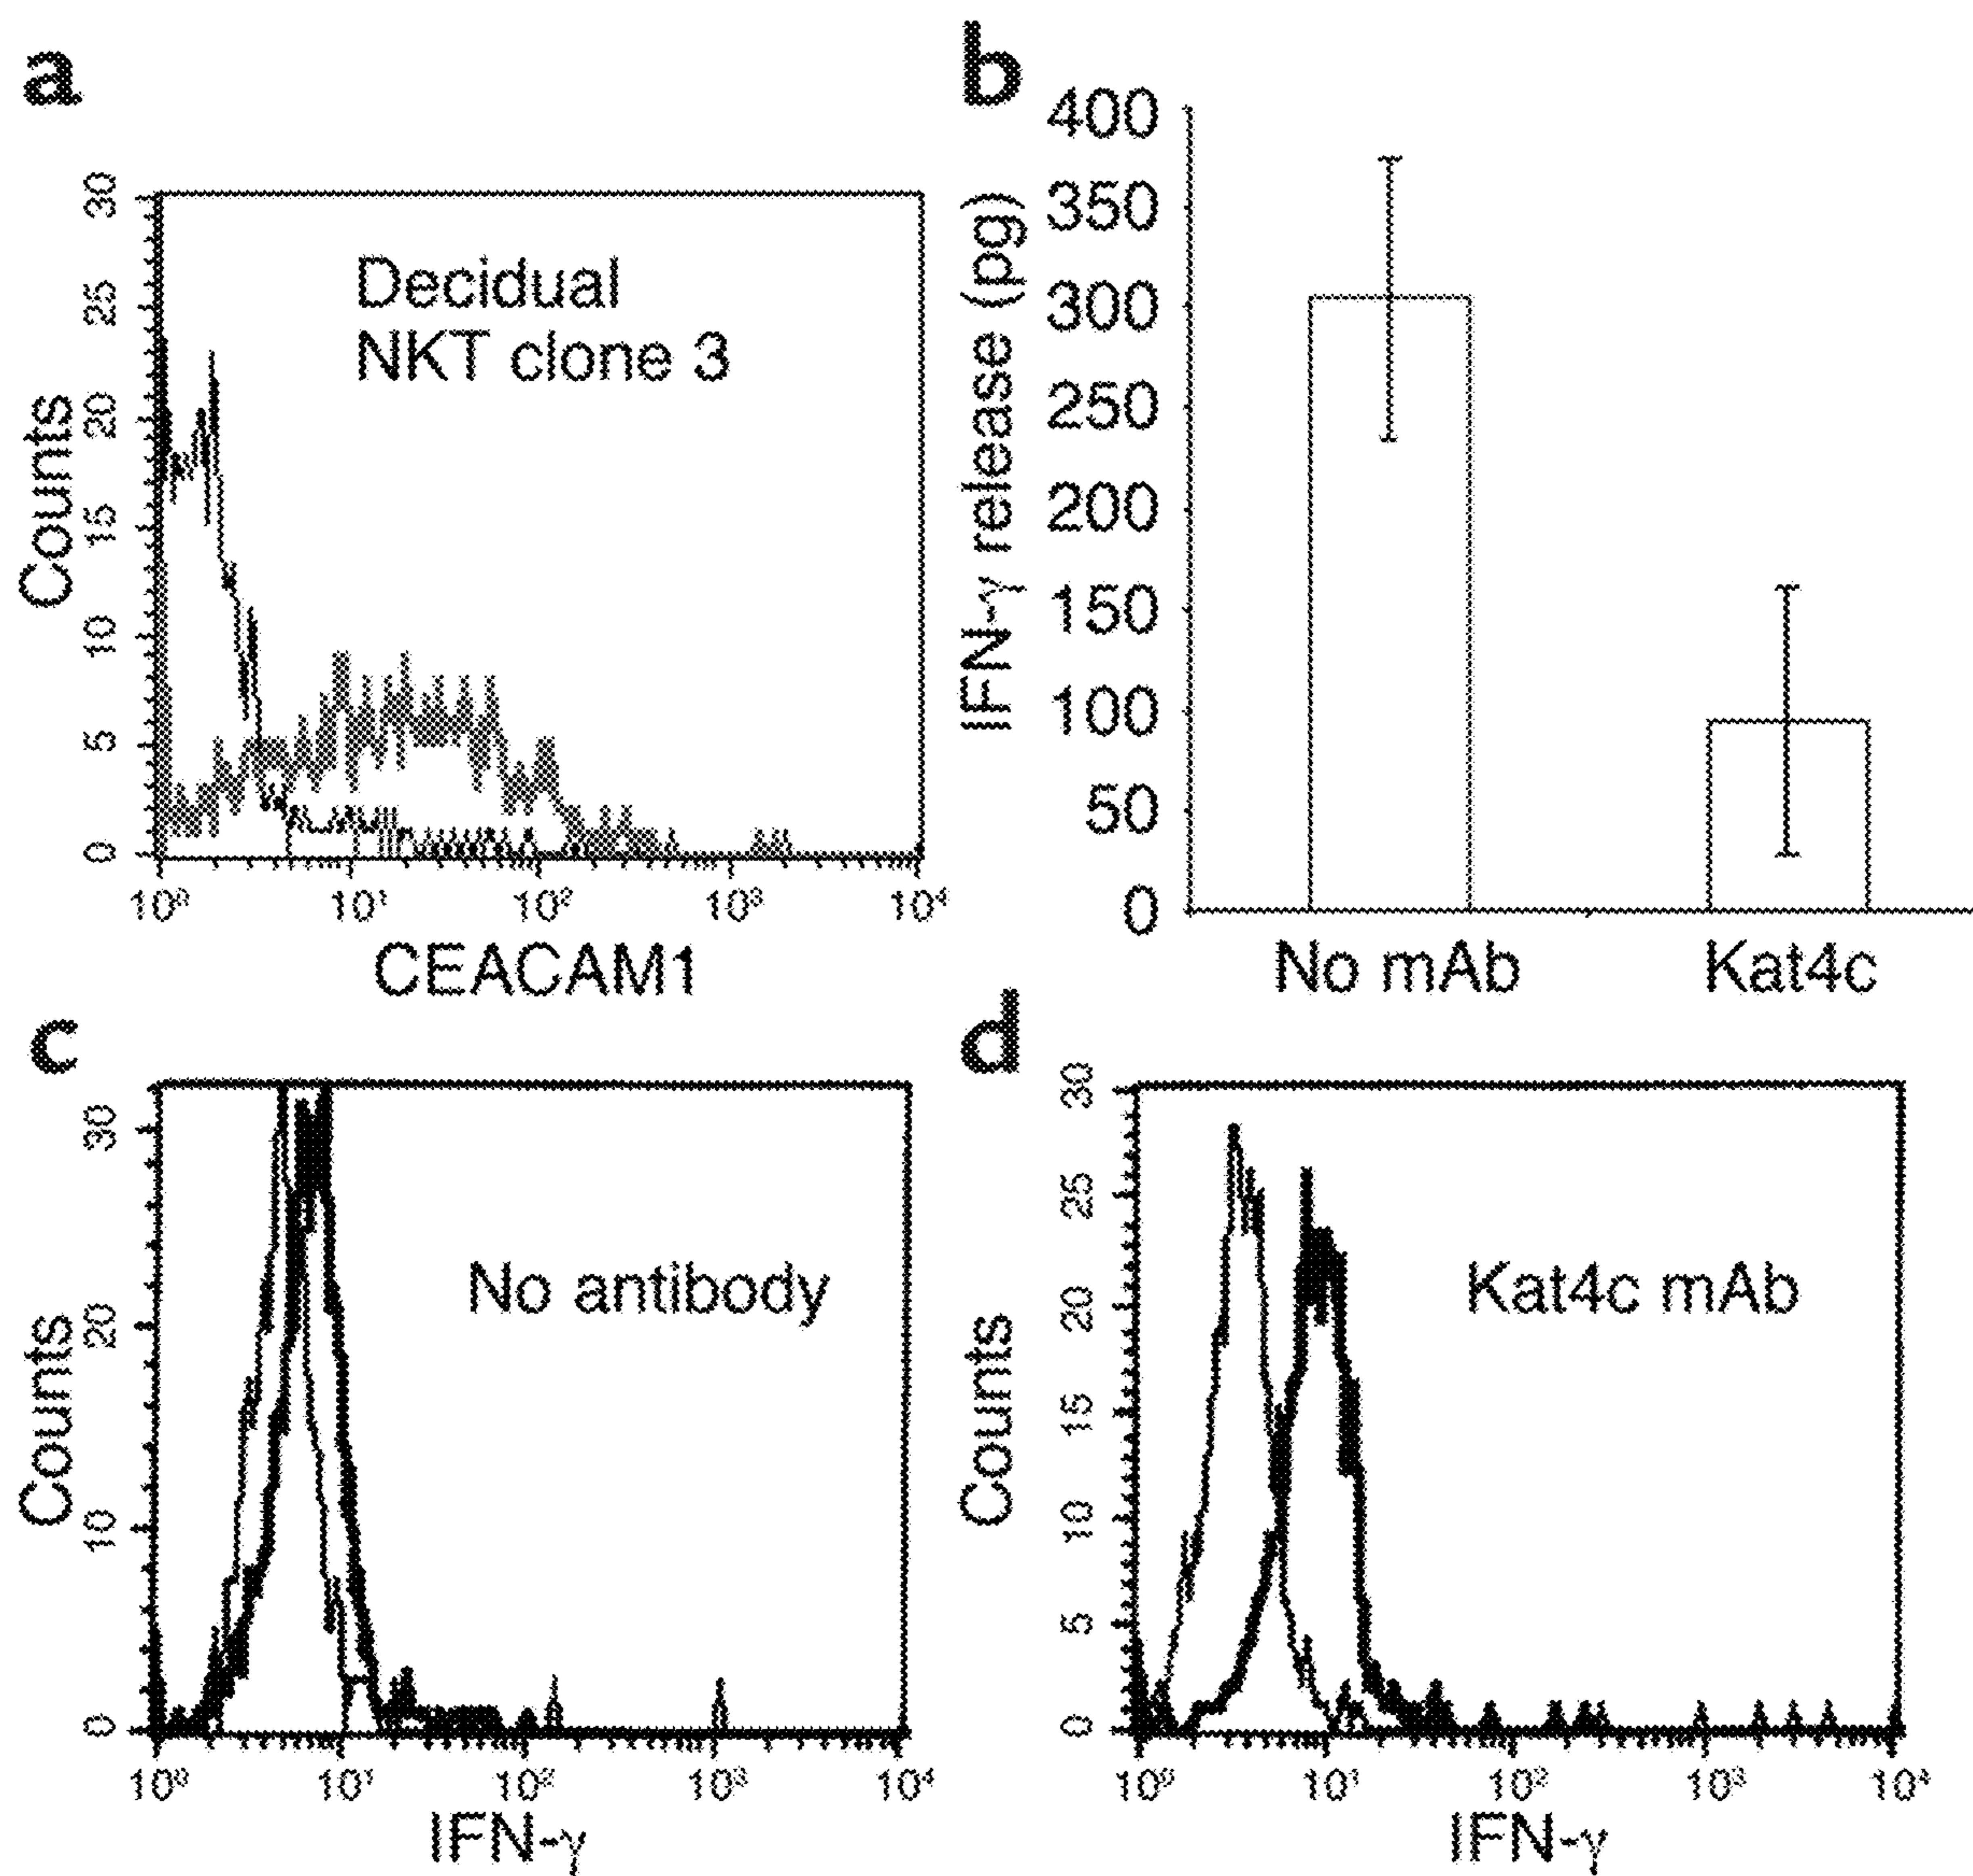 a
30
25
20
15
10
5
0
Counts
Decidual
NKT clone 3
10⁰
10¹
10²
10³
10⁴
CEACAM1
b
400
350
300
250
200
150
100
50
0
IFN-γ release (pg)
No mAb
Kat4c
c
30
20
10
0
Counts
No antibody
10⁰
10¹
10²
10³
10⁴
IFN-γ
d
30
25
20
15
10
5
0
Counts
Kat4c mAb
10⁰
10¹
10²
10³
10⁴
IFN-γ